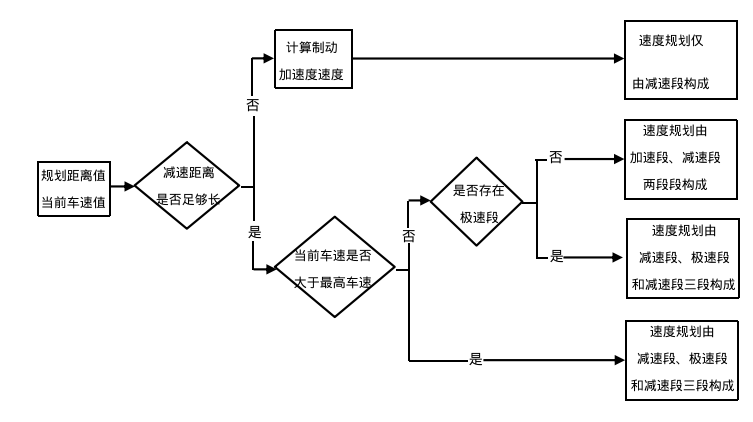 规划距离值
当前车速值
减速距离
是否足够长
否
计算制动
加速度速度
速度规划仅
由减速段构成
是
当前车速是否
大于最高车速
否
是否存在
极速段
否
速度规划由
加速段、减速段
两段段构成
是
速度规划由
减速段、极速段
和减速段三段构成
是
速度规划由
减速段、极速段
和减速段三段构成